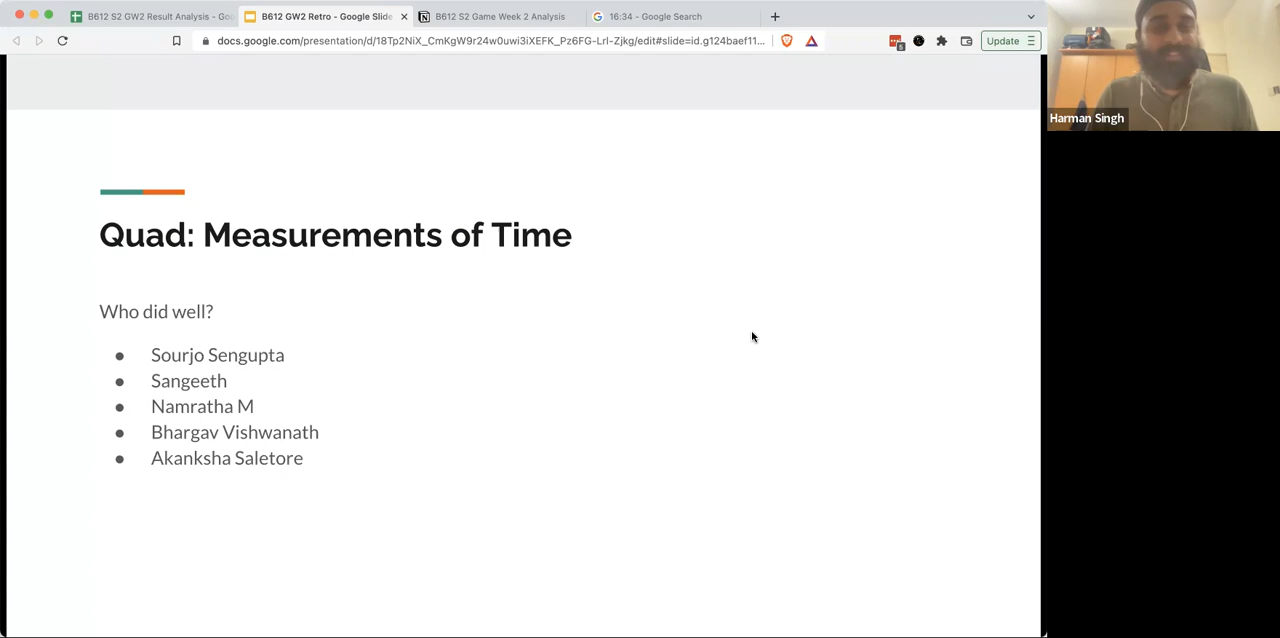 B612 S2 GW2 Result Analysis - Goo
B612 GW2 Retro - Google Slide
B612 S2 Game Week 2 Analysis
16:34 - Google Search
docs.google.com/presentation/d/18Tp2NiX_CmKgW9r24w0uwi3iXEFK_Pz6FG-Lrl-Zjkg/edit#slide=id.g124baef11...
5
Update
Harman Singh
Quad: Measurements of Time
Who did well?
● Sourjo Sengupta
● Sangeeth
● Namratha M
● Bhargav Vishwanath
● Akanksha Saletore